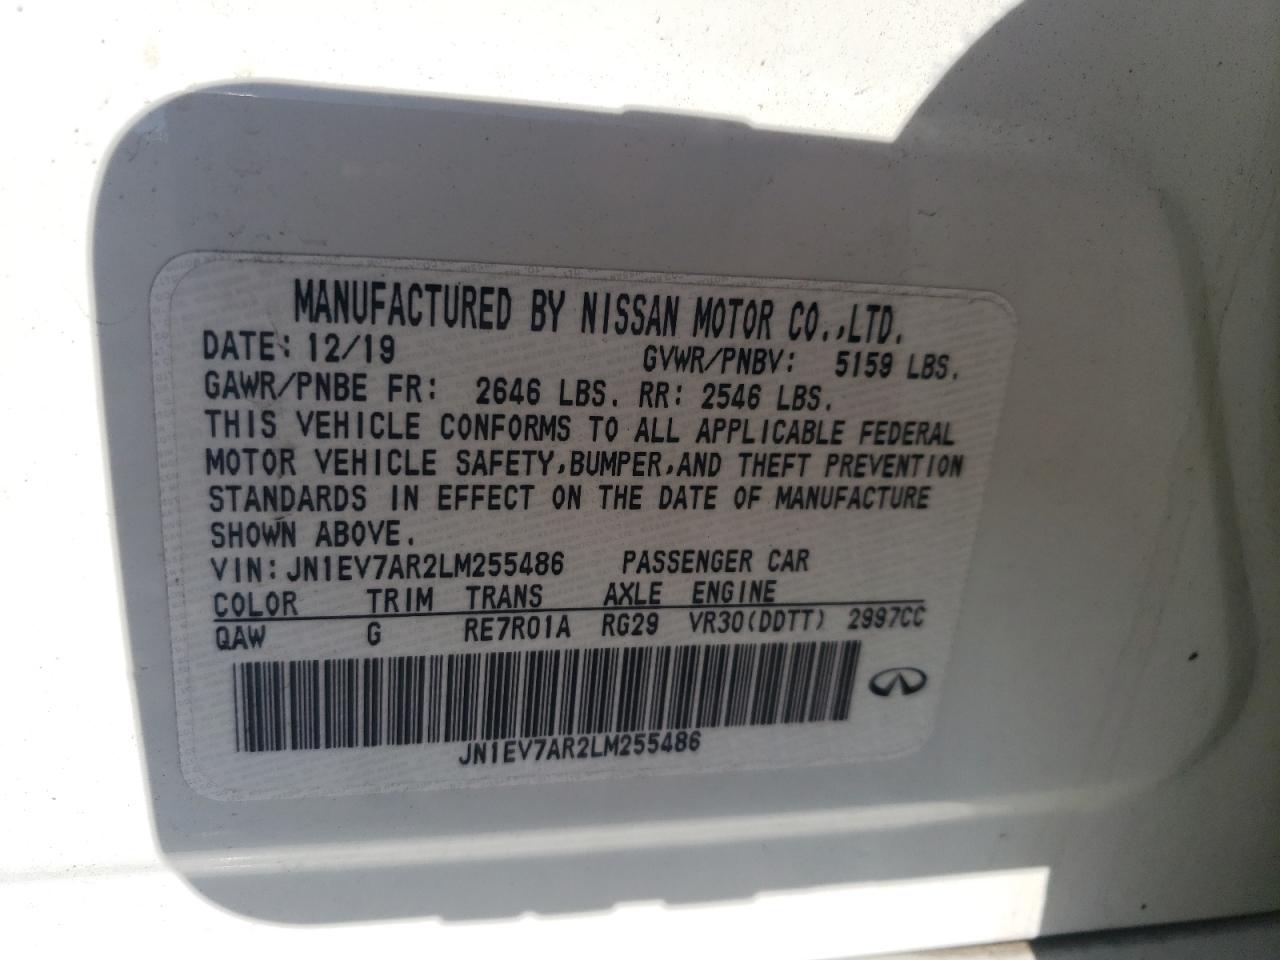 MANUFACTURED BY NISSAN MOTOR CO.,LTD.
DATE: 12/19 GVWR/PNBV: 5159 LBS.
GAWR/PNBE FR: 2646 LBS. RR: 2546 LBS.
THIS VEHICLE CONFORMS TO ALL APPLICABLE FEDERAL
MOTOR VEHICLE SAFETY,BUMPER,AND THEFT PREVENTION
STANDARDS IN EFFECT ON THE DATE OF MANUFACTURE
SHOWN ABOVE.
VIN:JN1EV7AR2LM255486 PASSENGER CAR
COLOR TRIM TRANS AXLE ENGINE
QAW G RE7R01A RG29 VR30(DDTT) 2997CC
JN1EV7AR2LM255486